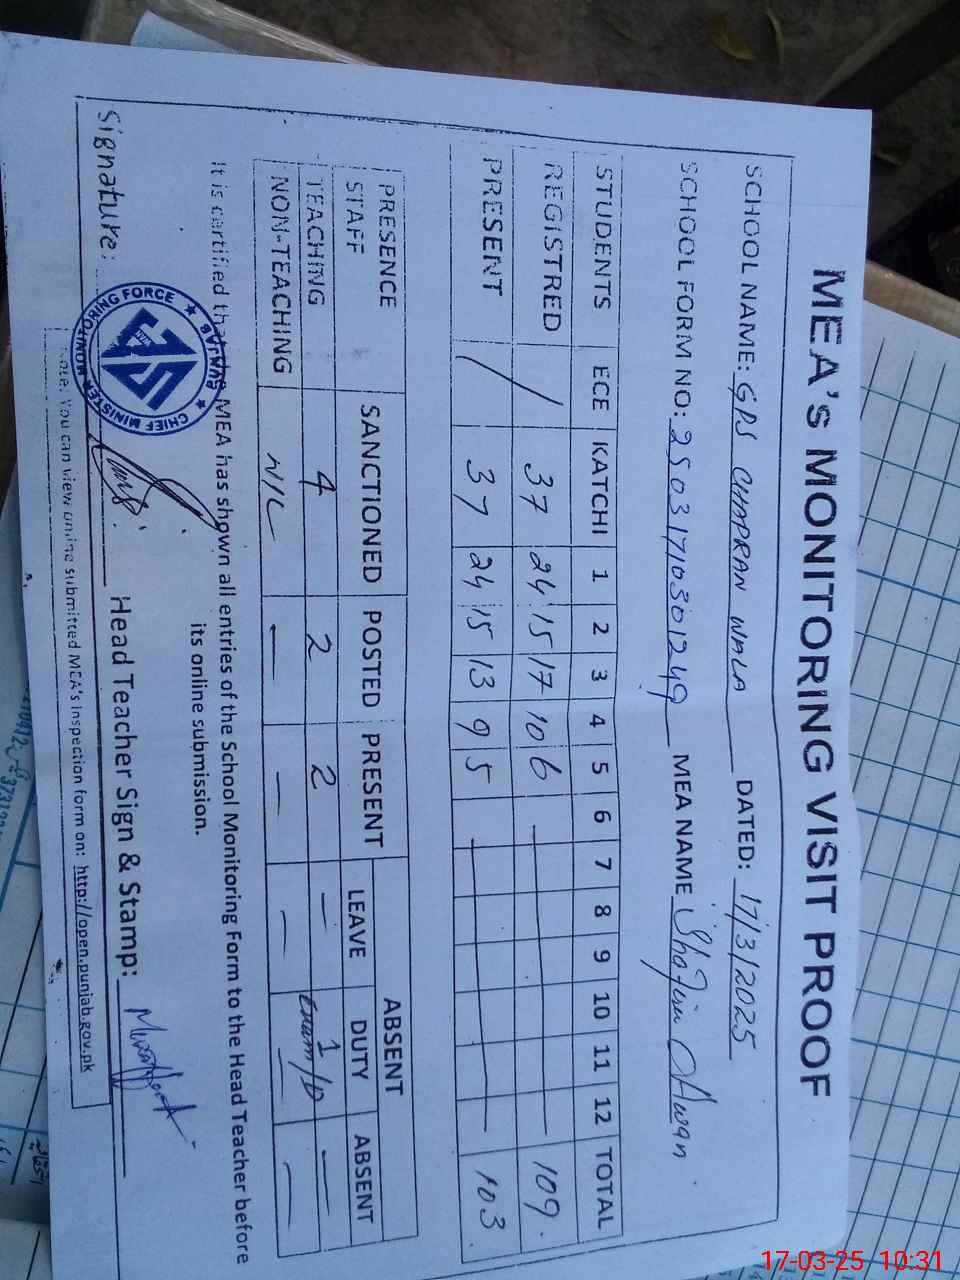 MEA's MONITORING VISIT PROOF
SCHOOL NAME: GPS CHAPRAN WALA DATED: 17/3/2025
SCHOOL FORM NO: 25031710301249 MEA NAME Shafiu Awan
STUDENTS ECE KATCHI 1 2 3 4 5 6 7 8 9 10 11 12 TOTAL
REGISTRED / 37 24 15 17 10 6 — 109
PRESENT / 37 24 15 13 9 5 — 103
PRESENCE STAFF SANCTIONED POSTED PRESENT ABSENT
LEAVE DUTY ABSENT
TEACHING 4 2 2 — 1 Exam/D —
NON-TEACHING N/L — — — — —
It is certified that the MEA has shown all entries of the School Monitoring Form to the Head Teacher before
its online submission.
Signature: Head Teacher Sign & Stamp:
CHIEF MINISTER MONITORING FORCE ★ PUNJAB ★
Note. You can view online submitted MEA's inspection form on: http://open.punjab.gov.pk
17-03-25 10:31